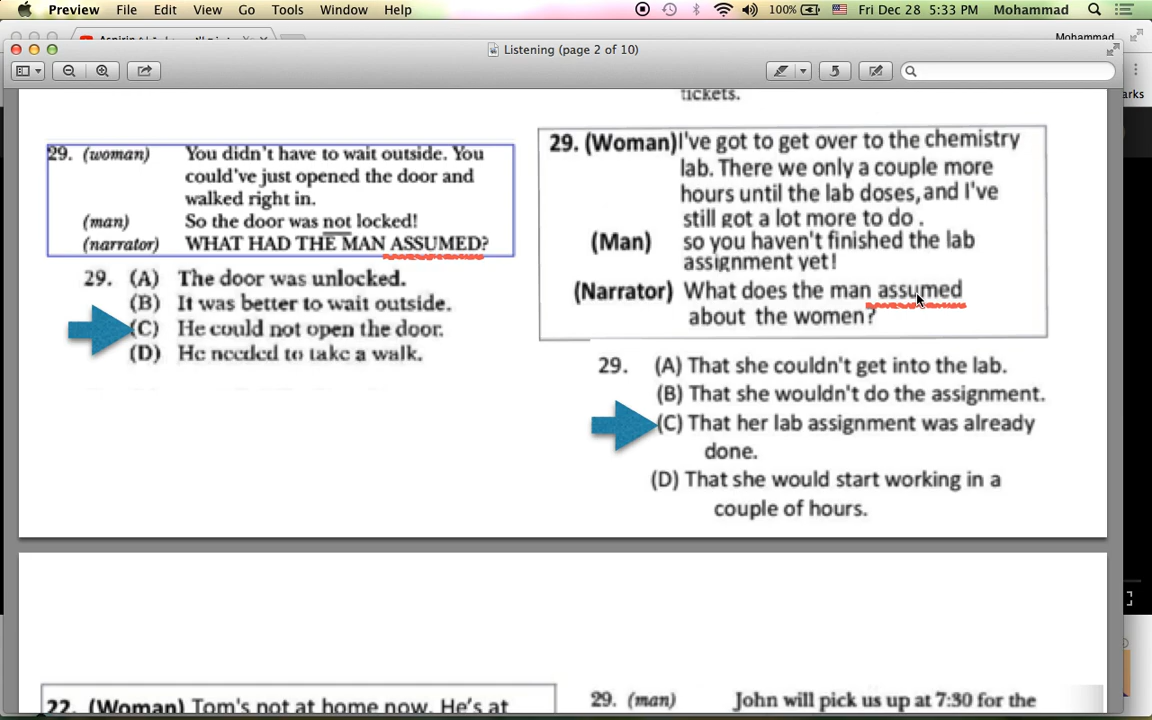 Preview File Edit View Go Tools Window Help 100% Fri Dec 28 5:33 PM Mohammad
Mohammad
Listening (page 2 of 10)
5
arks
tickets.
29. (woman) You didn't have to wait outside. You
could've just opened the door and
walked right in.
(man) So the door was not locked!
(narrator) WHAT HAD THE MAN ASSUMED?
29. (A) The door was unlocked.
(B) It was better to wait outside.
(C) He could not open the door.
(D) He needed to take a walk.
29. (Woman)I've got to get over to the chemistry
lab. There we only a couple more
hours until the lab doses, and I've
still got a lot more to do .
(Man) so you haven't finished the lab
assignment yet!
(Narrator) What does the man assumed
about the women?
29. (A) That she couldn't get into the lab.
(B) That she wouldn't do the assignment.
(C) That her lab assignment was already
done.
(D) That she would start working in a
couple of hours.
22. (Woman) Tom's not at home now. He's at
29. (man) John will pick us up at 7:30 for the